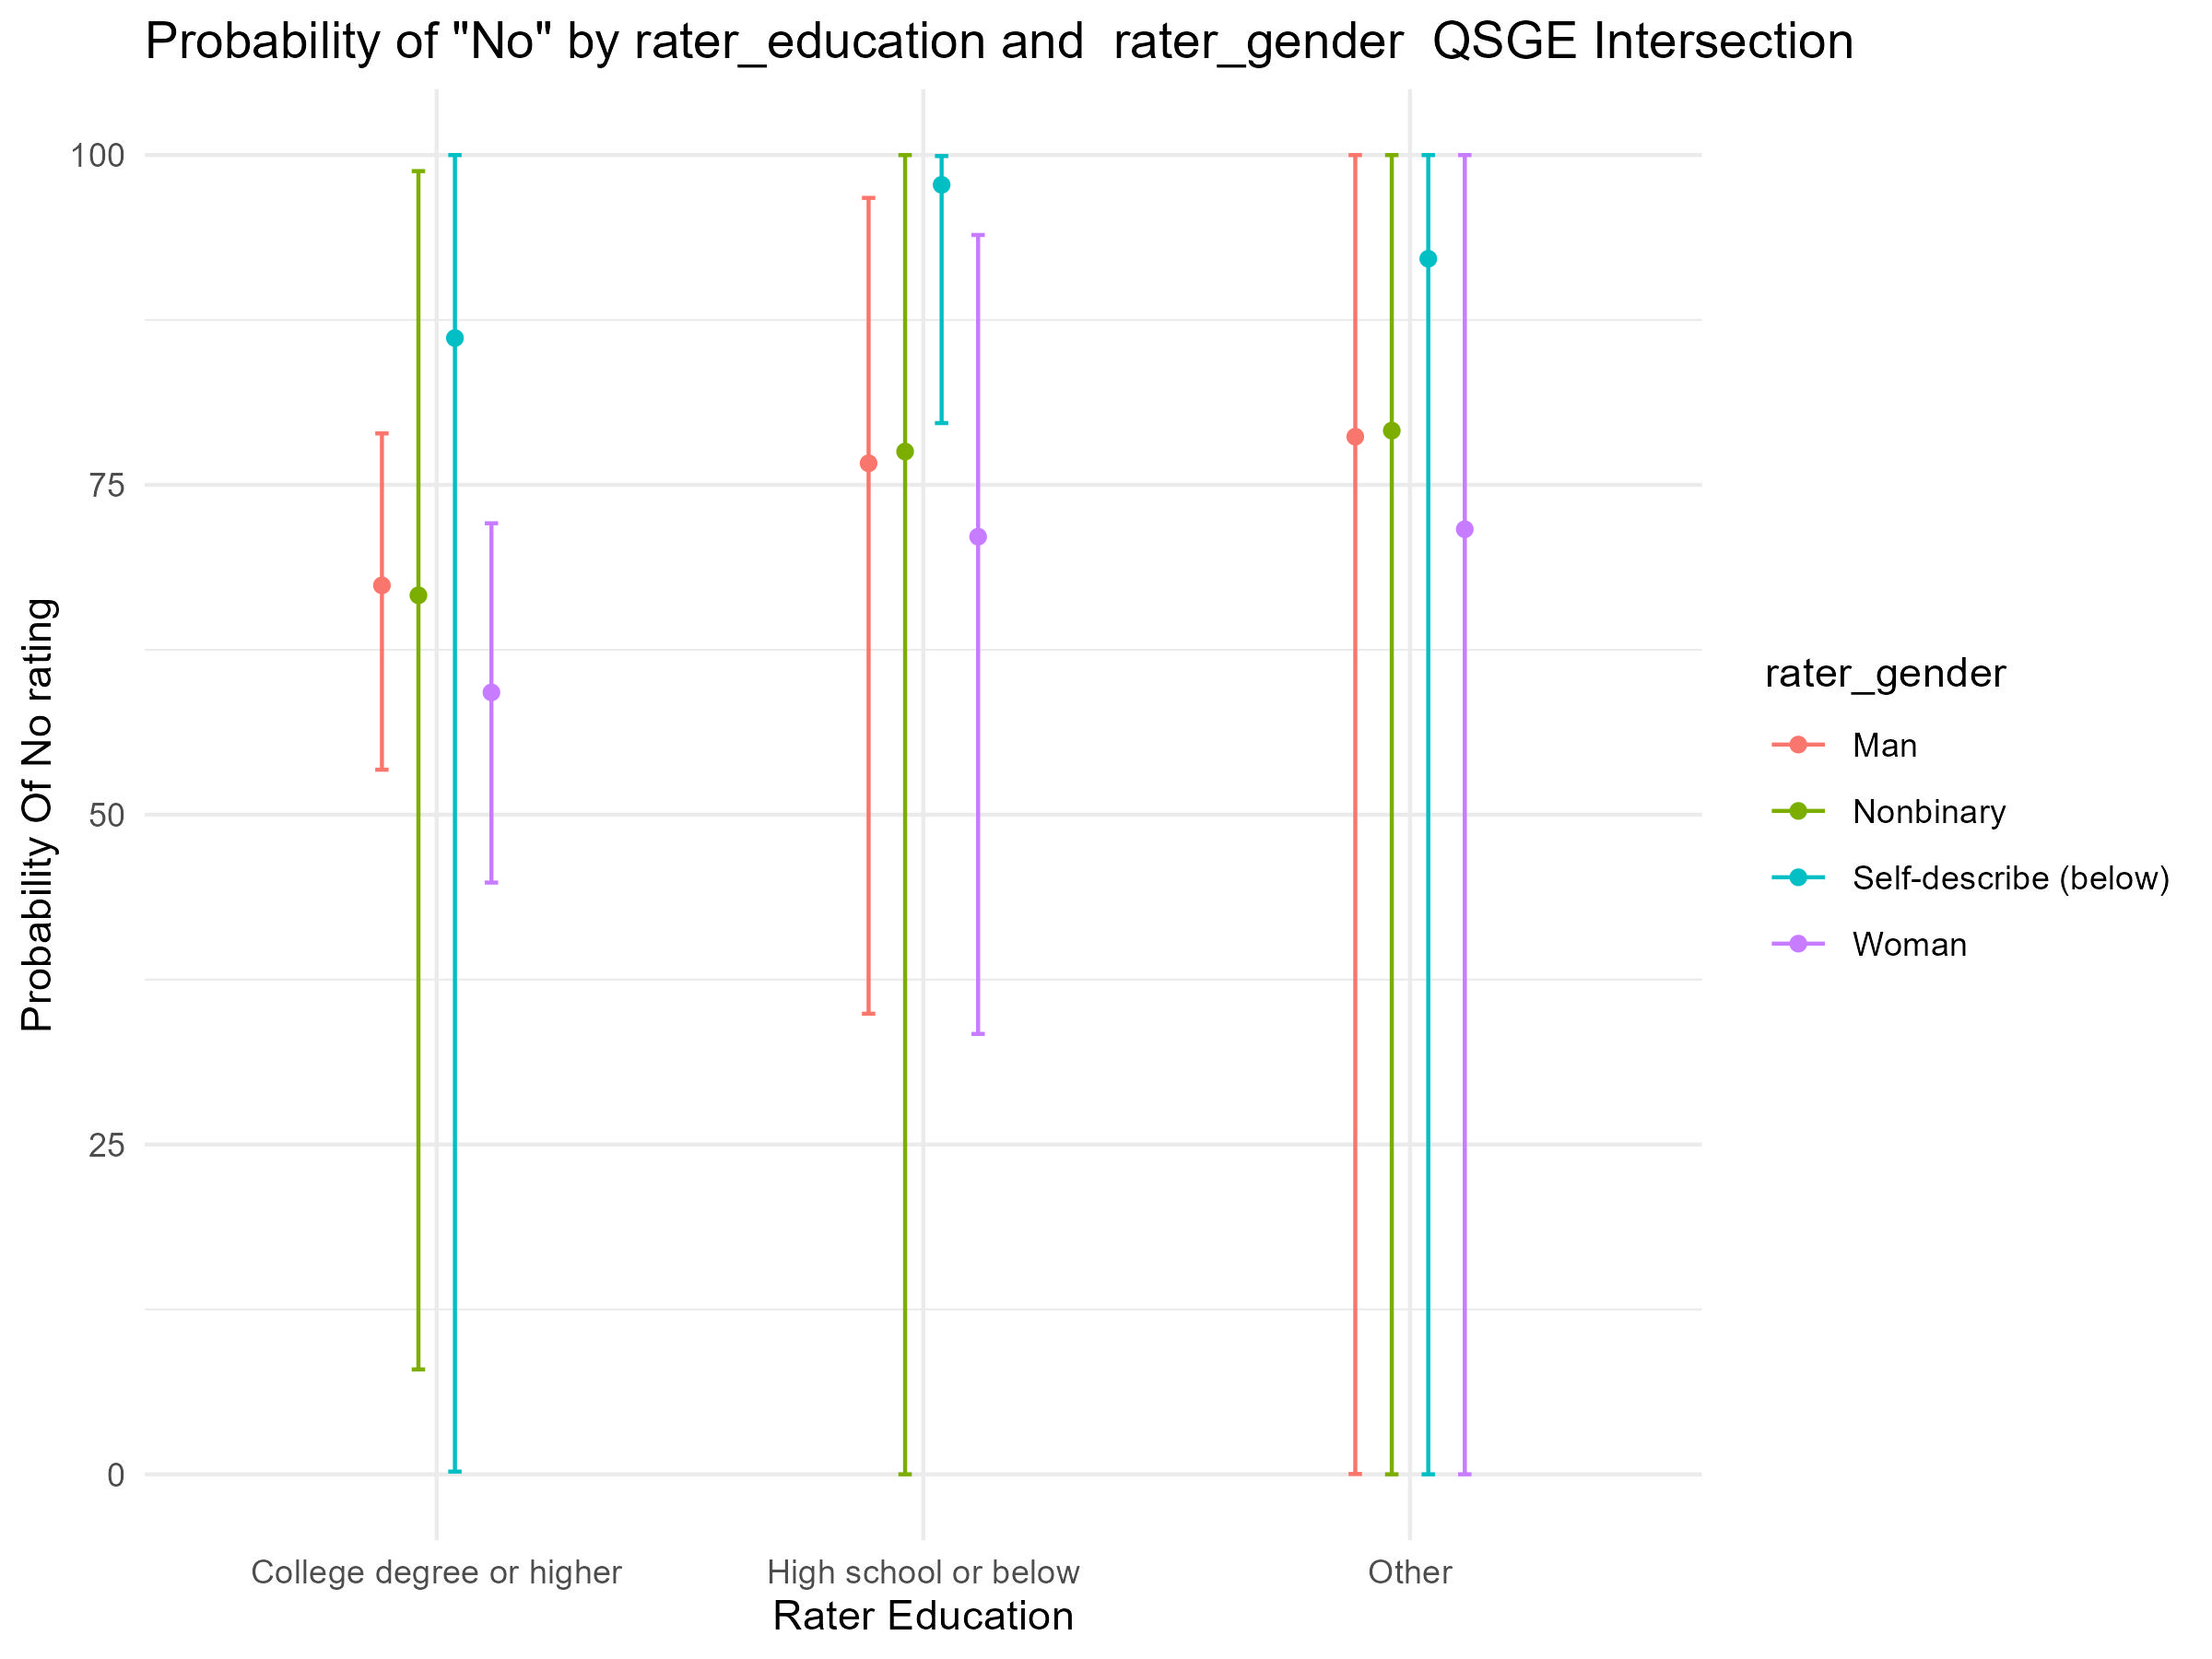 Probability of "No" by rater_education and  rater_gender  QSGE Intersection
100
75
50
25
0
Probability Of No rating
College degree or higher
High school or below
Other
Rater Education
rater_gender
Man
Nonbinary
Self-describe (below)
Woman